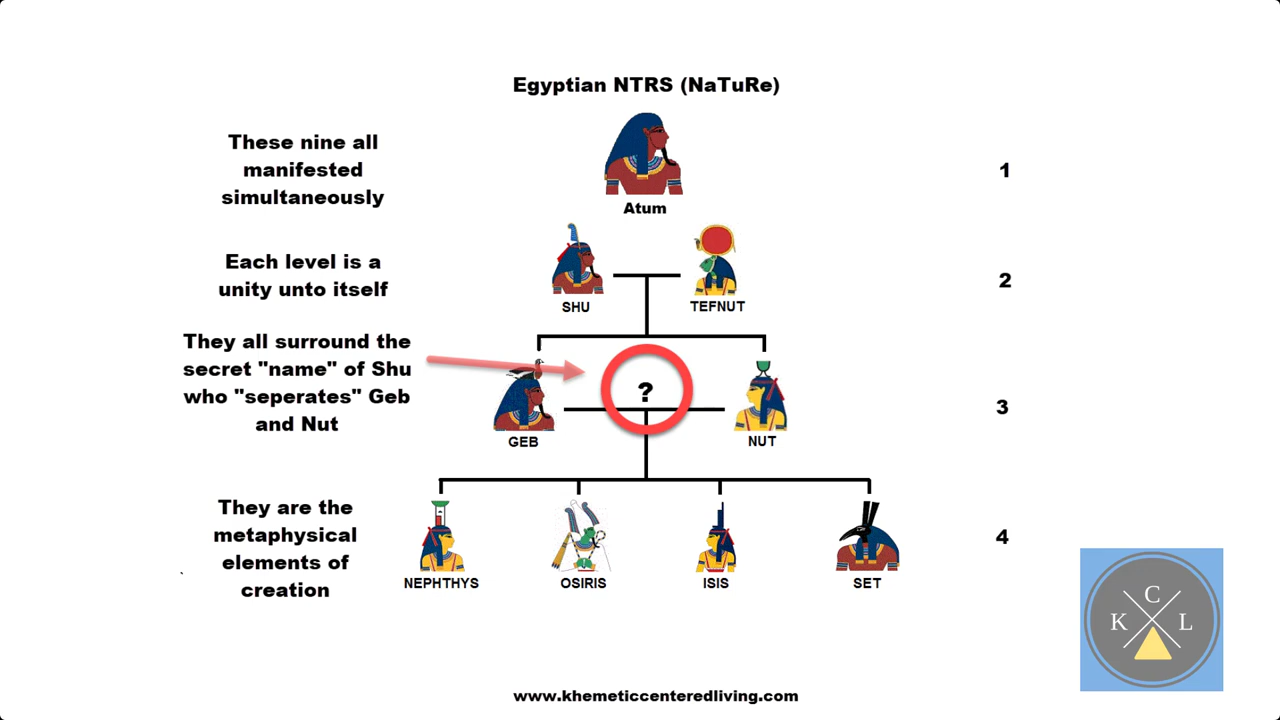 Egyptian NTRS (NaTuRe)
These nine all
manifested
simultaneously
1
Atum
Each level is a
unity unto itself
2
SHU
TEFNUT
They all surround the
secret "name" of Shu
who "seperates" Geb
and Nut
?
3
GEB
NUT
They are the
metaphysical
elements of
creation
4
NEPHTHYS
OSIRIS
ISIS
SET
C
K
L
www.khemeticcenteredliving.com